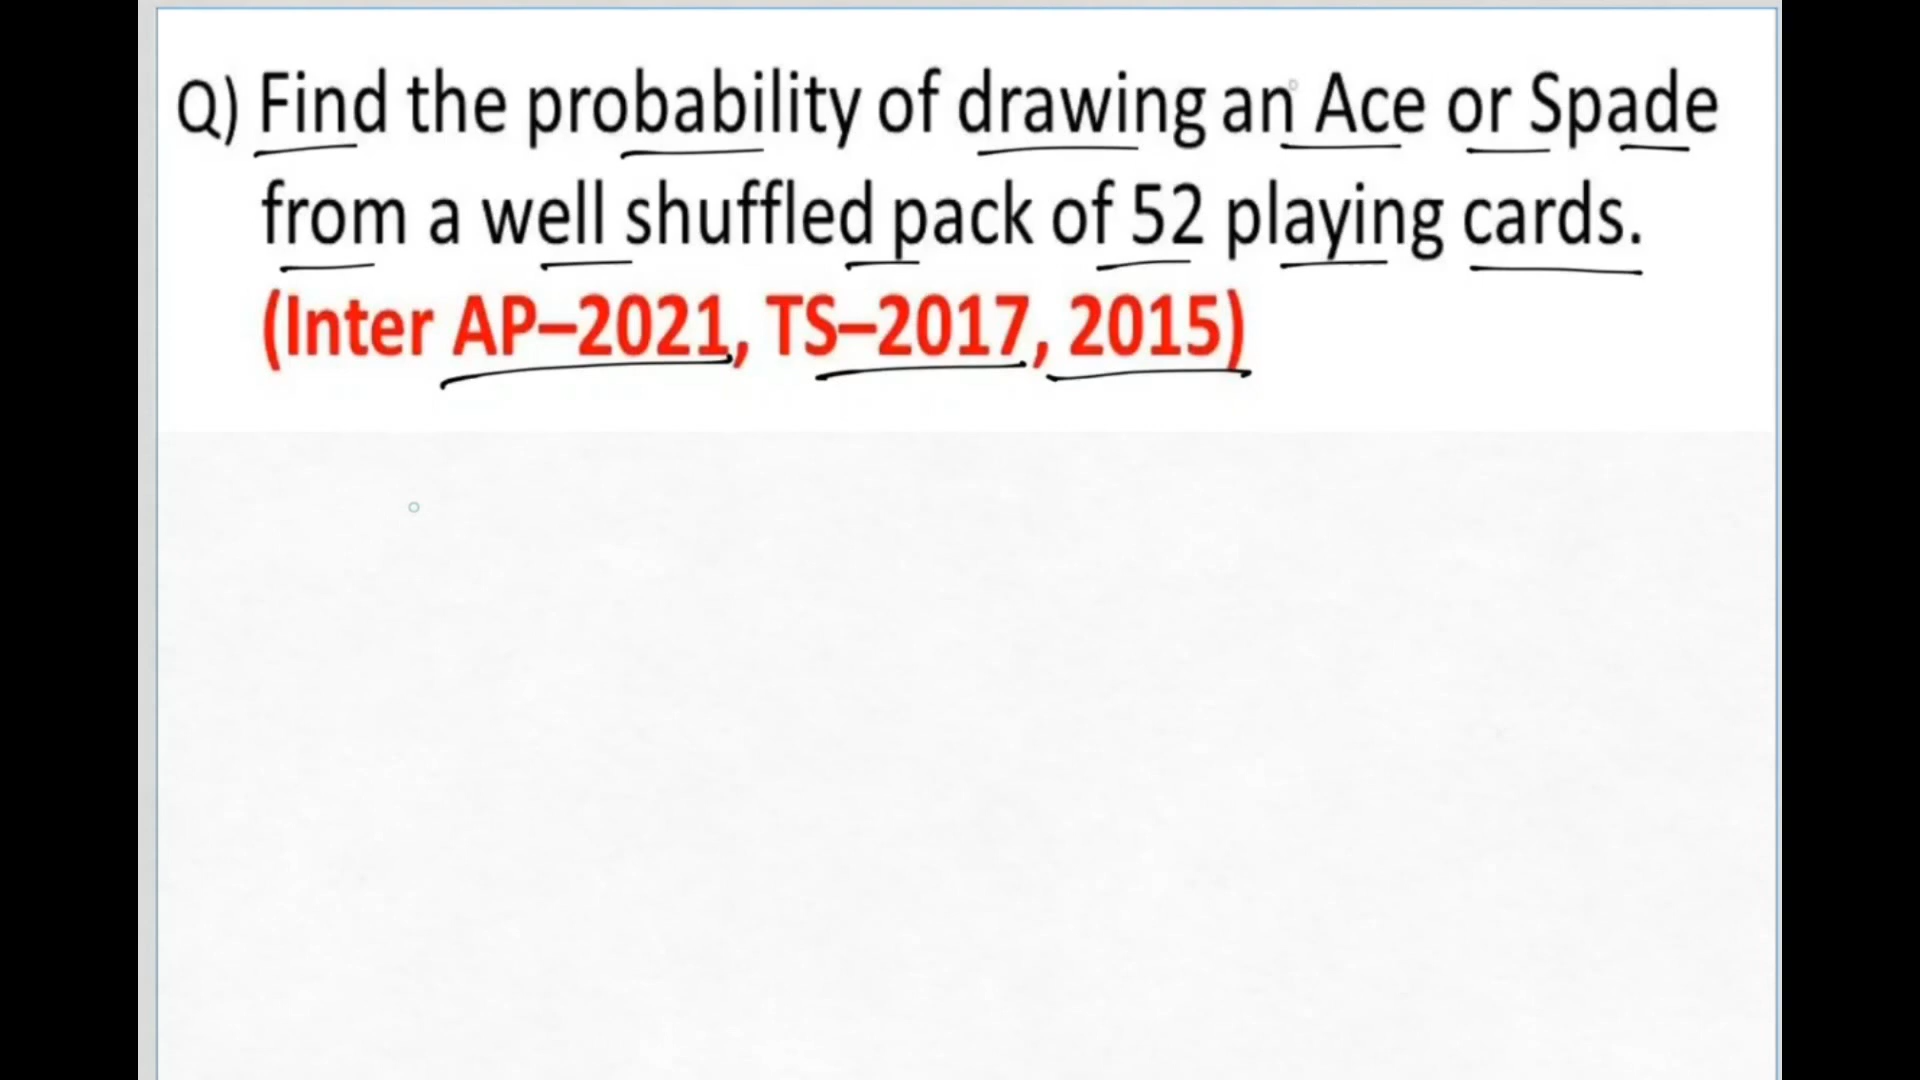 Q) Find the probability of drawing an Ace or Spade
from a well shuffled pack of 52 playing cards.
(Inter AP–2021, TS–2017, 2015)